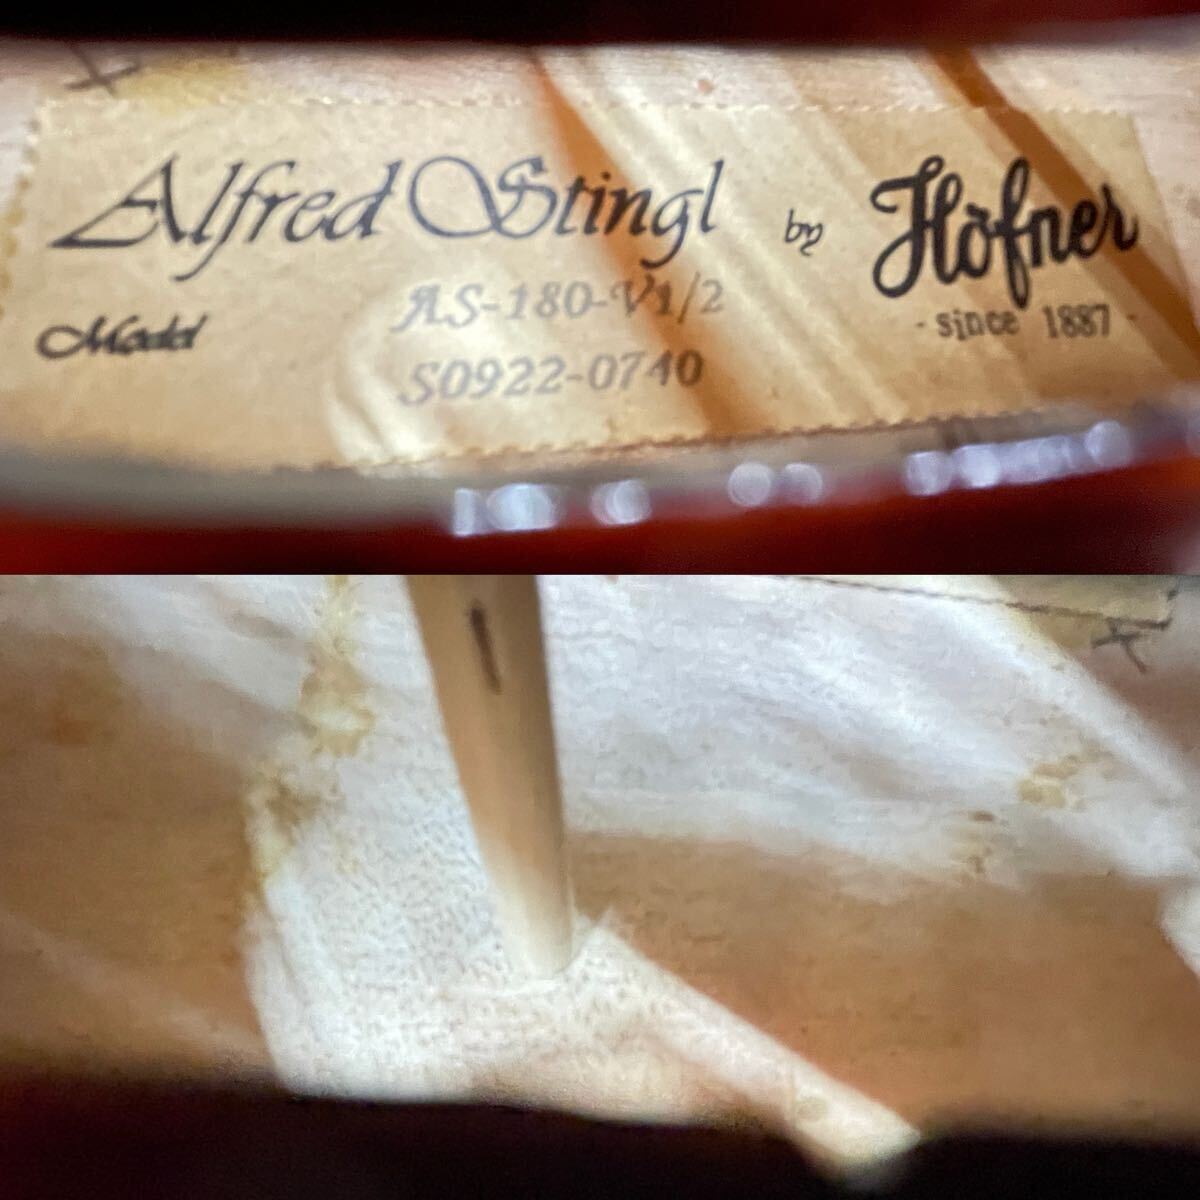 Alfred Stingl by Höfner
- since 1887 -
Model AS-180-V1/2
S0922-0740